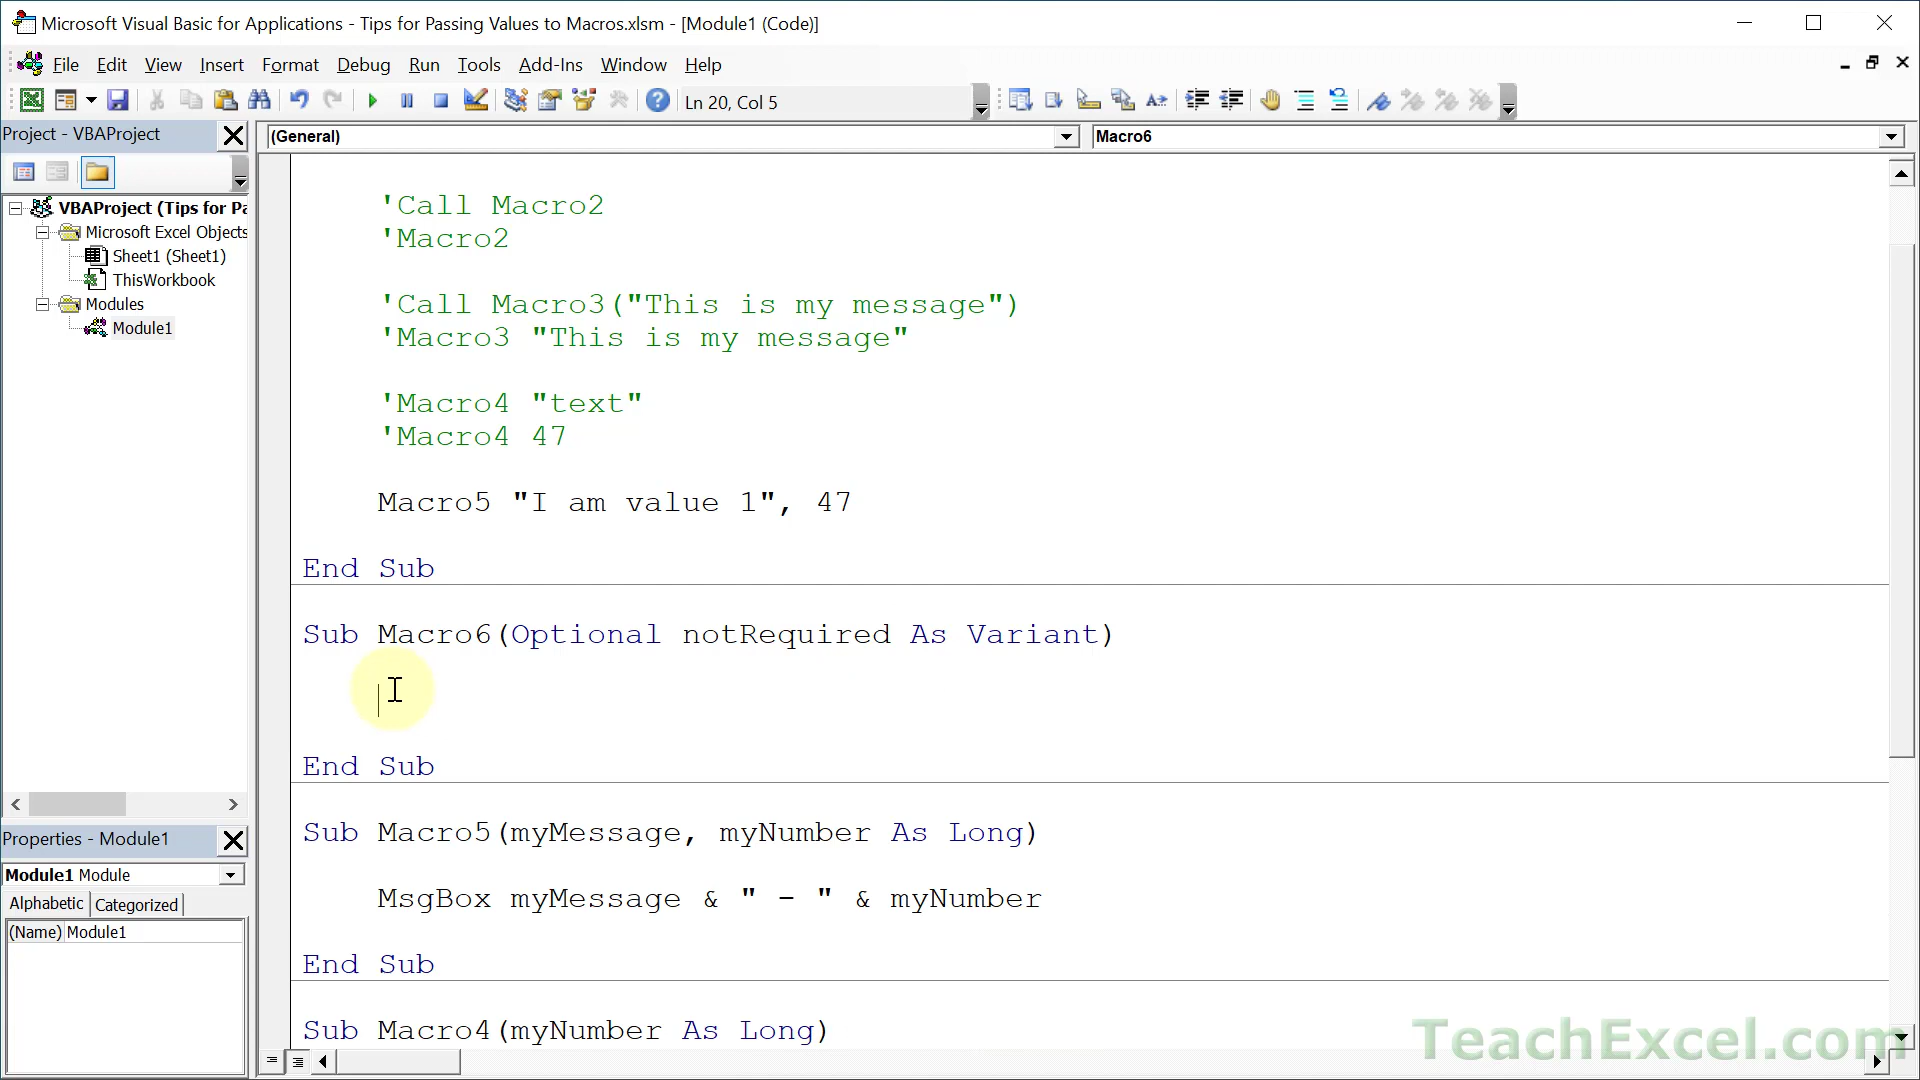 Microsoft Visual Basic for Applications - Tips for Passing Values to Macros.xlsm - [Module1 (Code)]
File Edit View Insert Format Debug Run Tools Add-Ins Window Help
Ln 20, Col 5
Project - VBAProject
(General)
Macro6
VBAProject (Tips for Pa
Microsoft Excel Objects
Sheet1 (Sheet1)
ThisWorkbook
Modules
Module1
'Call Macro2
'Macro2
'Call Macro3("This is my message")
'Macro3 "This is my message"
'Macro4 "text"
'Macro4 47
Macro5 "I am value 1", 47
End Sub
Sub Macro6(Optional notRequired As Variant)
End Sub
Sub Macro5(myMessage, myNumber As Long)
MsgBox myMessage & " - " & myNumber
End Sub
Sub Macro4(myNumber As Long)
Properties - Module1
Module1 Module
Alphabetic Categorized
(Name) Module1
TeachExcel.com